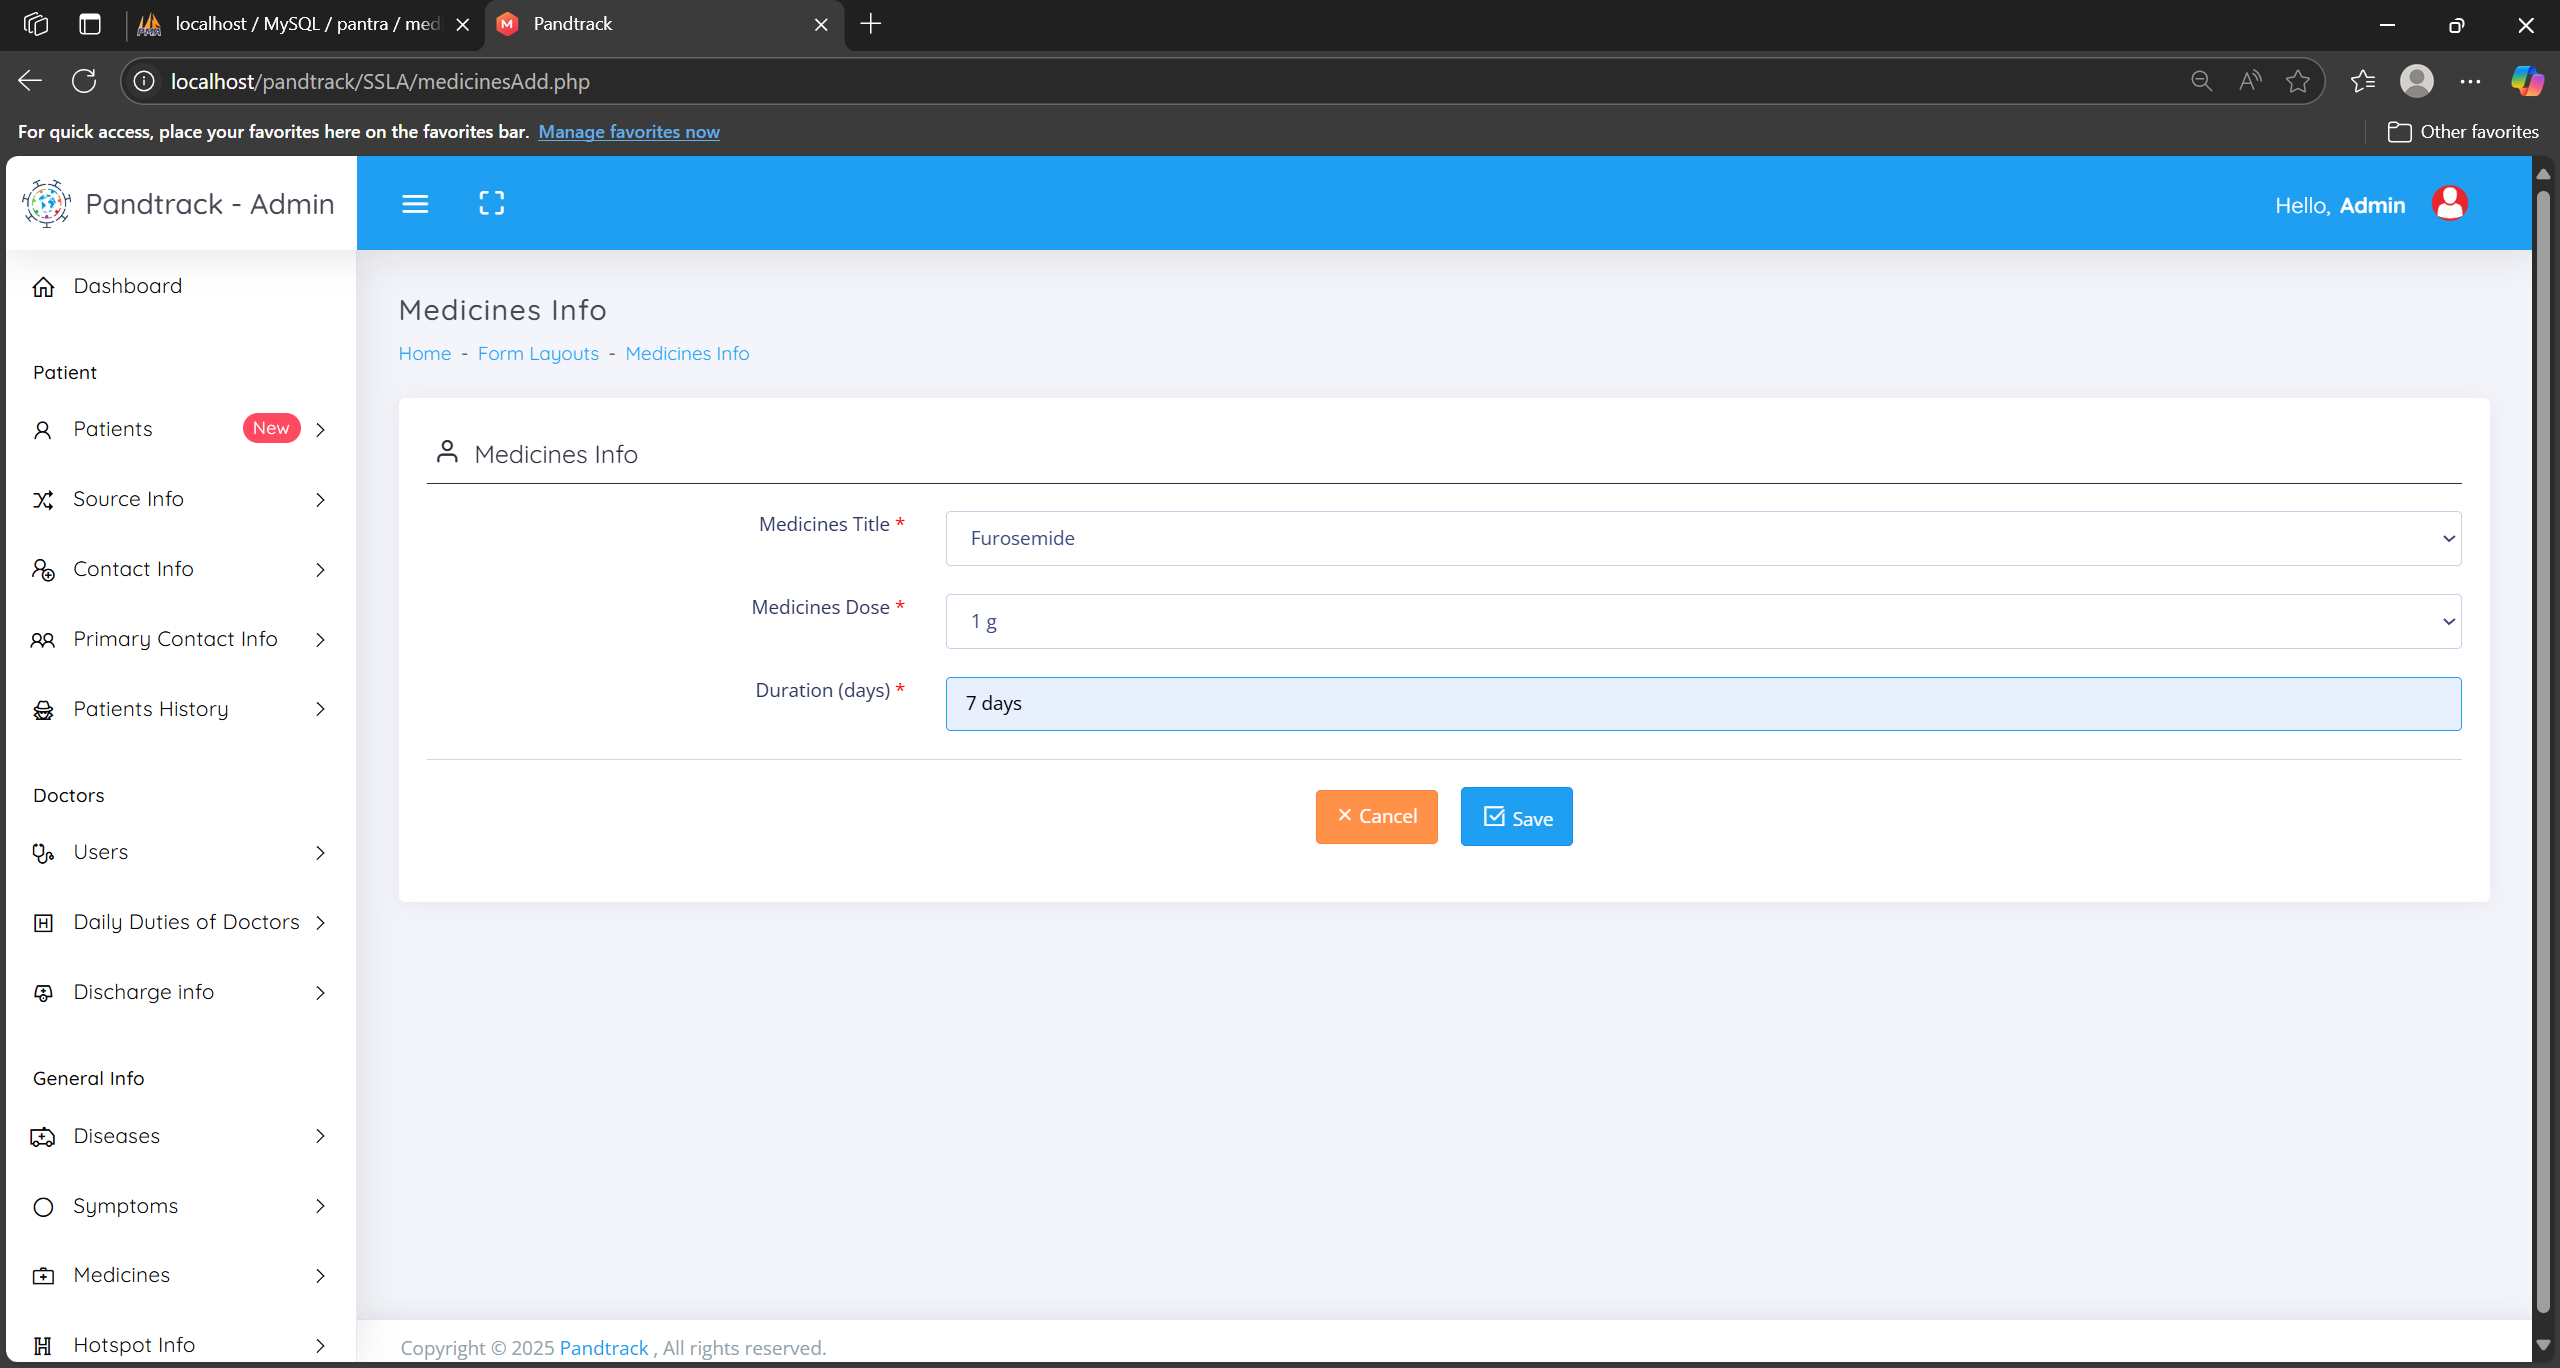 localhost / MySQL / pantra / med
Pandtrack
localhost/pandtrack/SSLA/medicinesAdd.php
For quick access, place your favorites here on the favorites bar. Manage favorites now
Other favorites
Pandtrack - Admin
Hello, Admin
Dashboard
Patient
Patients New
Source Info
Contact Info
Primary Contact Info
Patients History
Doctors
Users
Daily Duties of Doctors
Discharge info
General Info
Diseases
Symptoms
Medicines
Hotspot Info
Medicines Info
Home - Form Layouts - Medicines Info
Medicines Info
Medicines Title * Furosemide
Medicines Dose * 1 g
Duration (days) * 7 days
Cancel Save
Copyright © 2025 Pandtrack , All rights reserved.